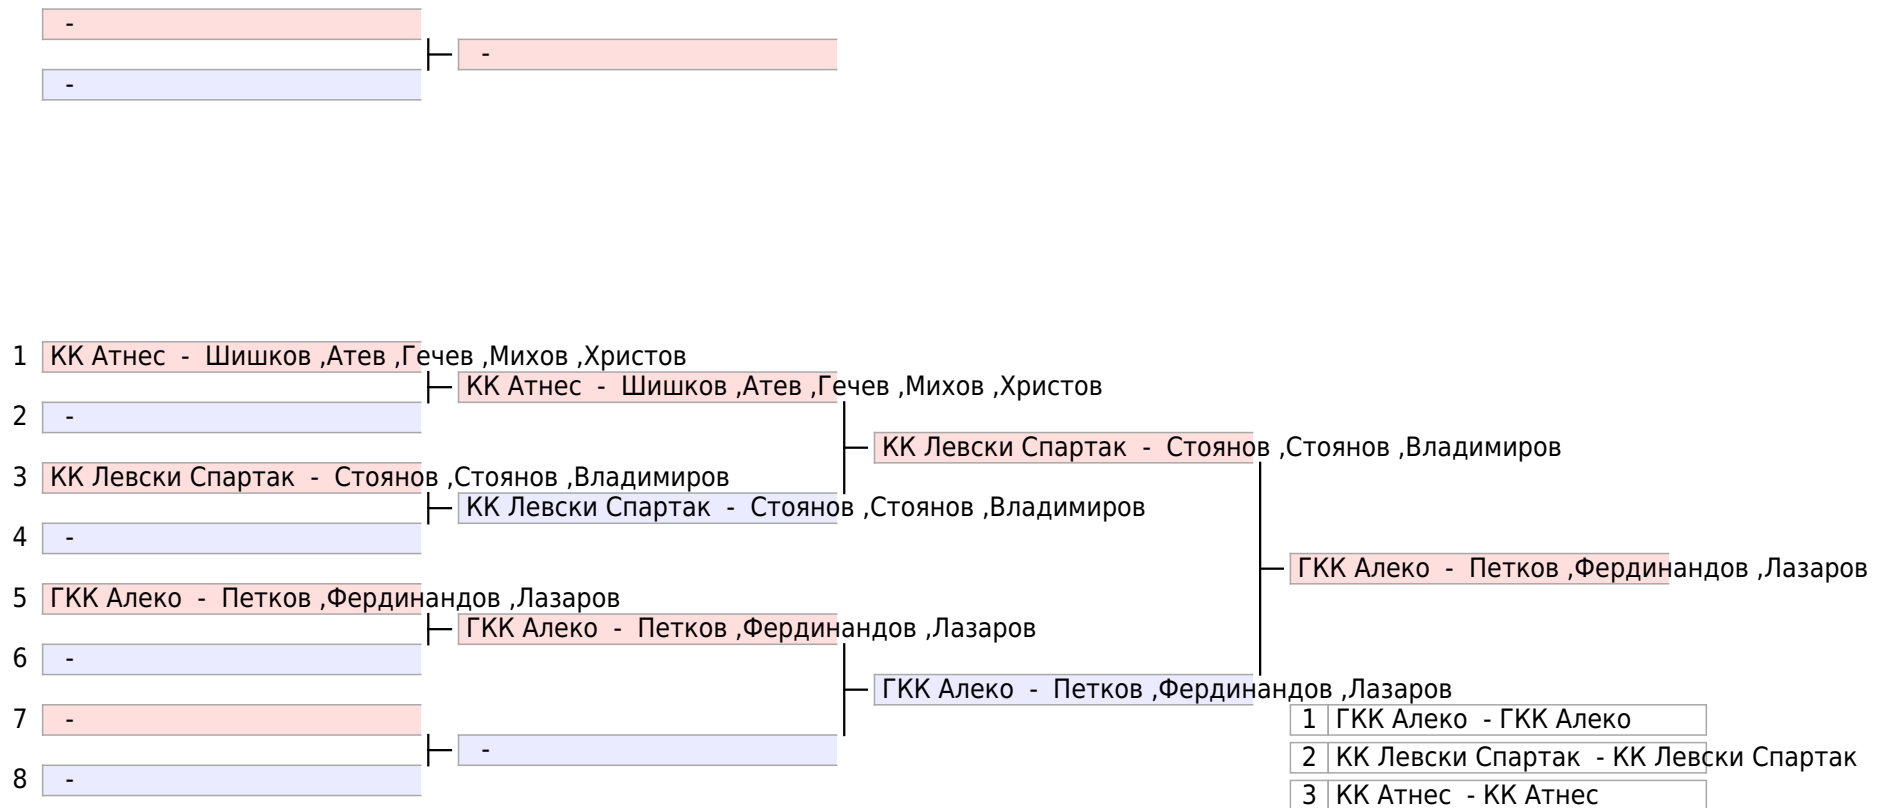 -
-
-
1 КК Атнес - Шишков ,Атев ,Гечев ,Михов ,Христов
КК Атнес - Шишков ,Атев ,Гечев ,Михов ,Христов
2 -
КК Левски Спартак - Стоянов ,Стоянов ,Владимиров
3 КК Левски Спартак - Стоянов ,Стоянов ,Владимиров
КК Левски Спартак - Стоянов ,Стоянов ,Владимиров
4 -
ГКК Алеко - Петков ,Фердинандов ,Лазаров
5 ГКК Алеко - Петков ,Фердинандов ,Лазаров
ГКК Алеко - Петков ,Фердинандов ,Лазаров
6 -
ГКК Алеко - Петков ,Фердинандов ,Лазаров
7 -
1 ГКК Алеко - ГКК Алеко
-
2 КК Левски Спартак - КК Левски Спартак
8 -
3 КК Атнес - КК Атнес